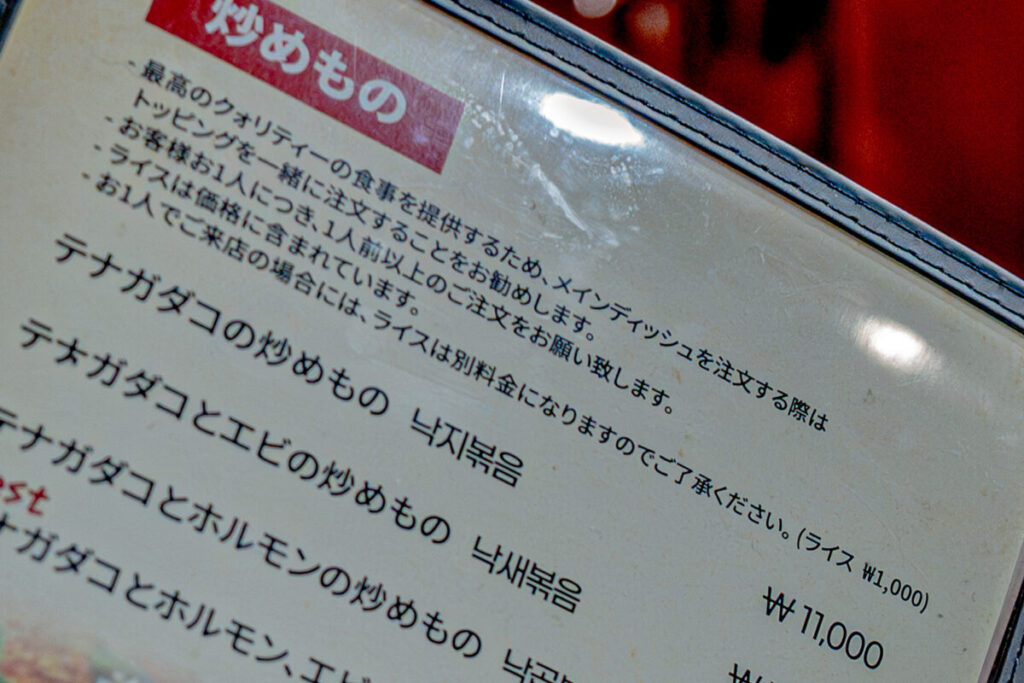 炒めもの
- 最高のクォリティーの食事を提供するため、メインディッシュを注文する際は
トッピングを一緒に注文することをお勧めします。
- お客様お1人につき、1人前以上のご注文をお願い致します。
- ライスは価格に含まれています。
- お1人でご来店の場合には、ライスは別料金になりますのでご了承ください。(ライス ₩1,000)
テナガダコの炒めもの 낙지볶음 ₩ 11,000
テナガダコとエビの炒めもの 낙새볶음 ₩
テナガダコとホルモンの炒めもの 낙곱
est
ナガダコとホルモン、エビ